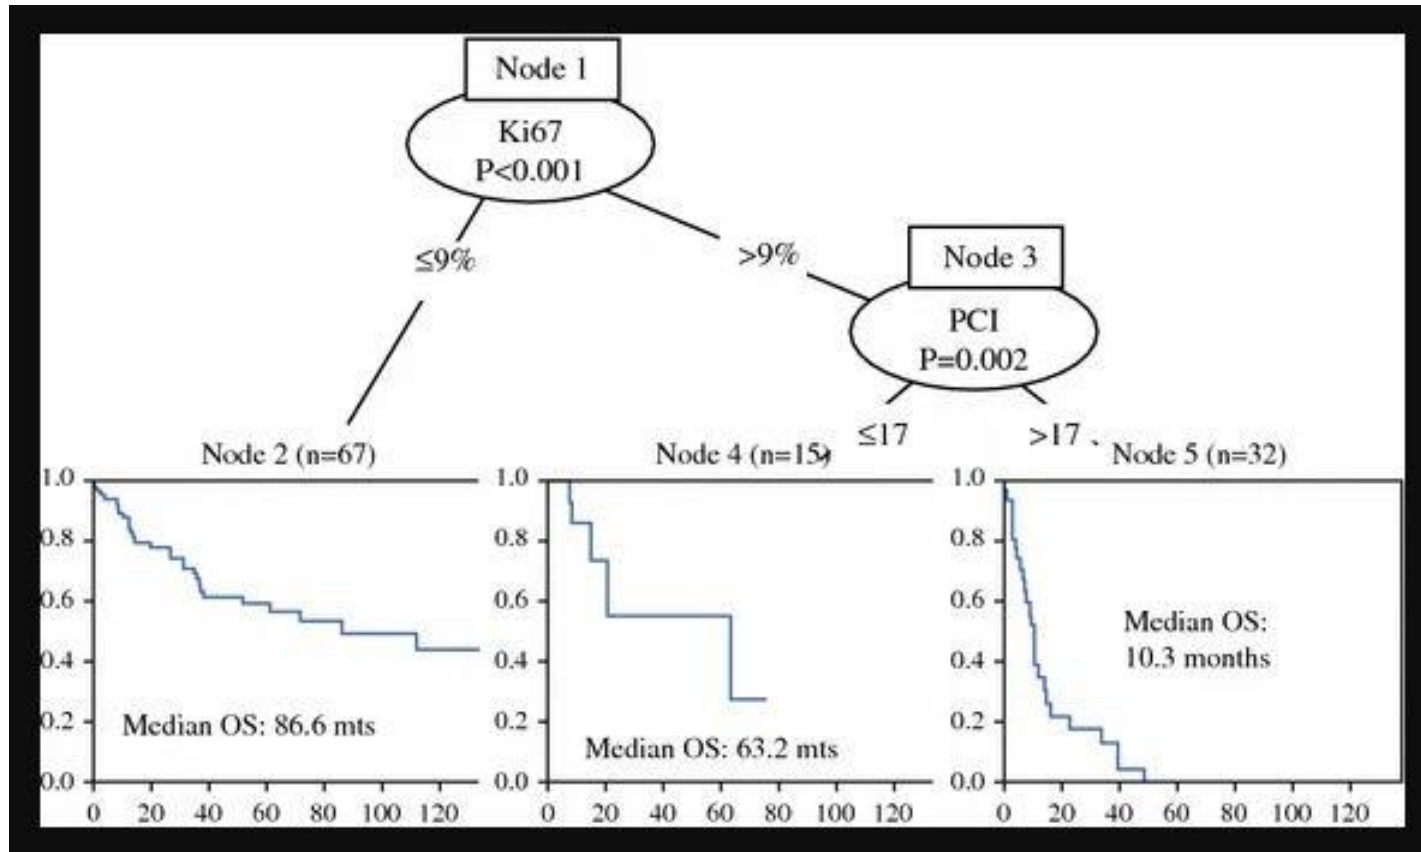 Node 1
Ki67
P<0.001
≤9%
>9%
Node 3
PCI
P=0.002
≤17
>17
Node 2 (n=67)
Node 4 (n=15)
Node 5 (n=32)
1.0
0.8
0.6
0.4
0.2
0.0
Median OS: 86.6 mts
0 20 40 60 80 100 120
1.0
0.8
0.6
0.4
0.2
0.0
Median OS: 63.2 mts
0 20 40 60 80 100 120
1.0
0.8
0.6
0.4
0.2
0.0
Median OS:
10.3 months
0 20 40 60 80 100 120